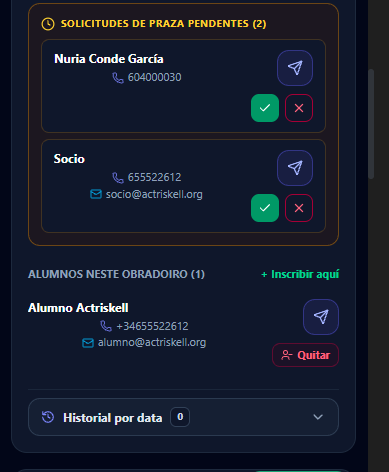 SOLICITUDES DE PRAZA PENDENTES (2)
Nuria Conde García
604000030
Socio
655522612
socio@actriskell.org
ALUMNOS NESTE OBRADOIRO (1)
+ Inscribir aquí
Alumno Actriskell
+34655522612
alumno@actriskell.org
Quitar
Historial por data 0